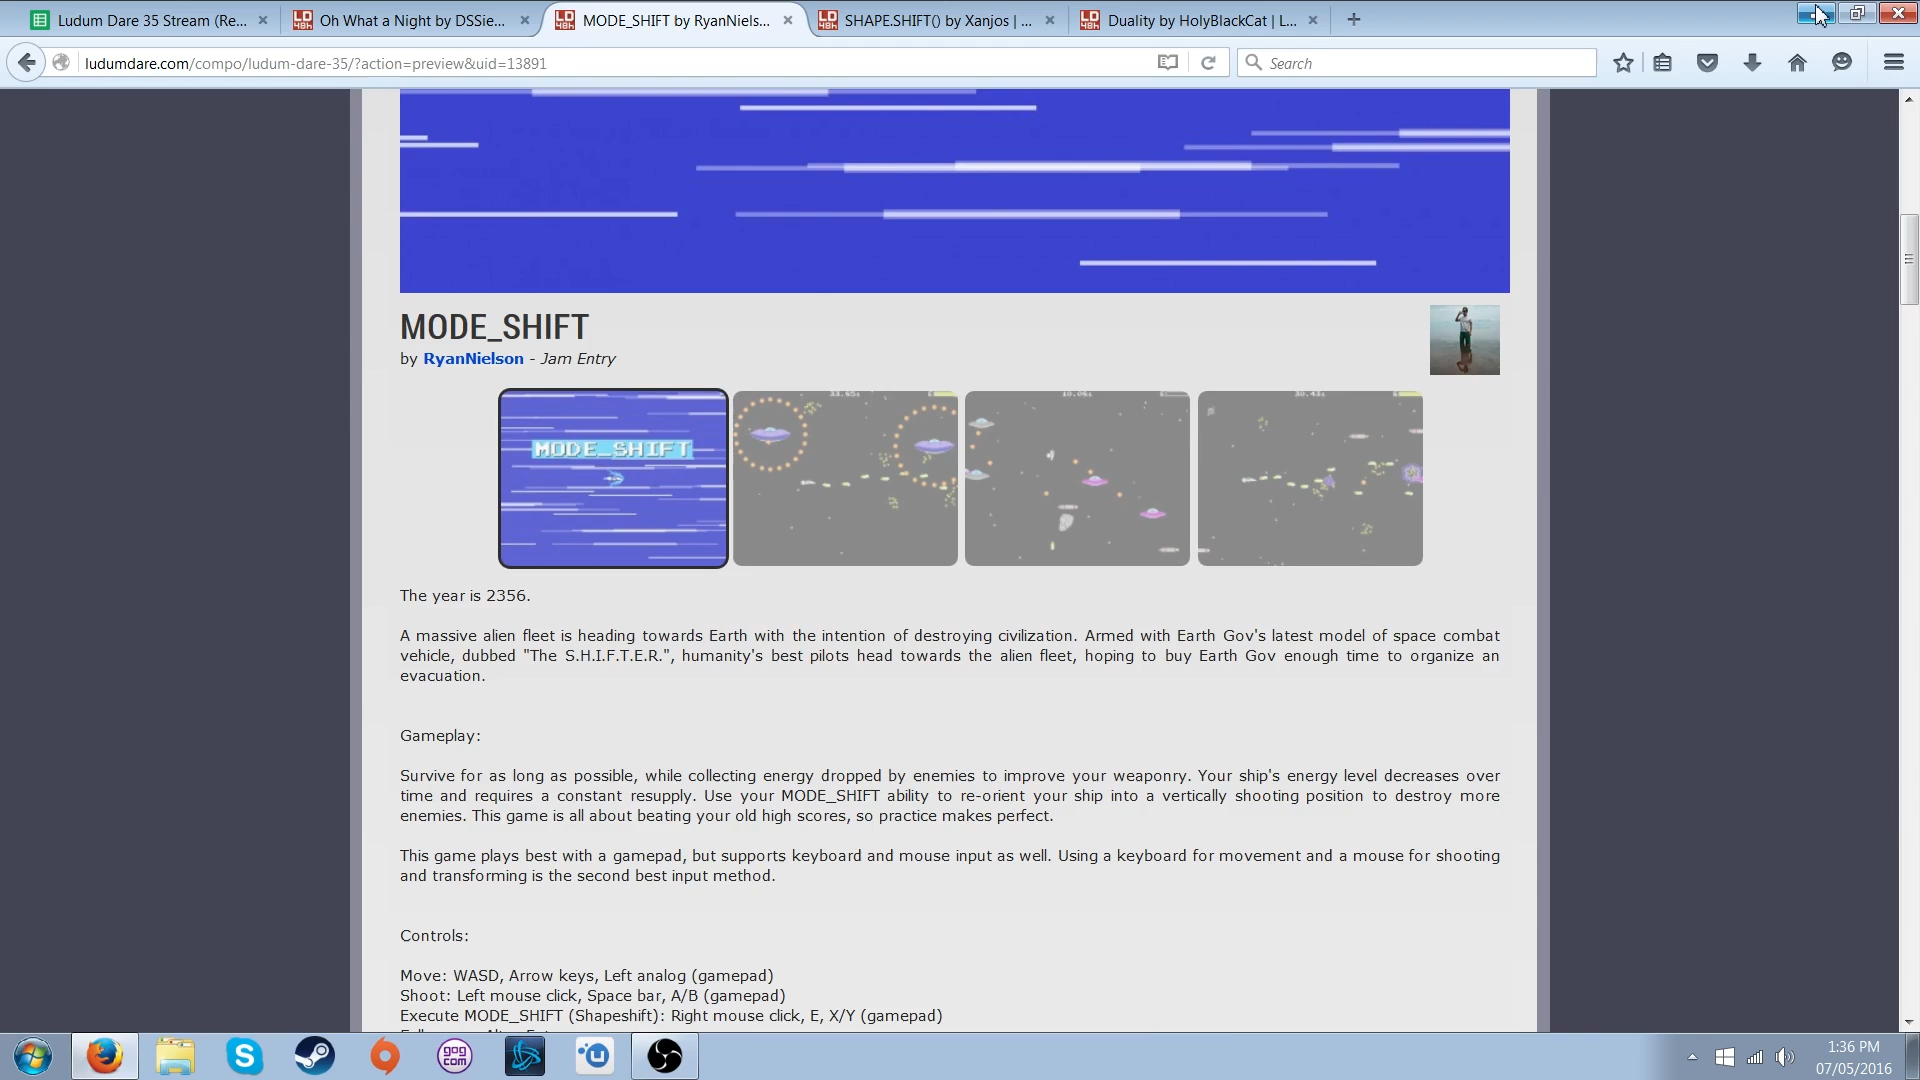 Ludum Dare 35 Stream (Re...
Oh What a Night by DSSie...
MODE_SHIFT by RyanNiels...
SHAPE.SHIFT() by Xanjos | ...
Duality by HolyBlackCat | L...
ludumdare.com/compo/ludum-dare-35/?action=preview&uid=13891
Search
MODE_SHIFT
by RyanNielson - Jam Entry
MODE_SHIFT
The year is 2356.
A massive alien fleet is heading towards Earth with the intention of destroying civilization. Armed with Earth Gov's latest model of space combat
vehicle, dubbed "The S.H.I.F.T.E.R.", humanity's best pilots head towards the alien fleet, hoping to buy Earth Gov enough time to organize an
evacuation.
Gameplay:
Survive for as long as possible, while collecting energy dropped by enemies to improve your weaponry. Your ship's energy level decreases over
time and requires a constant resupply. Use your MODE_SHIFT ability to re-orient your ship into a vertically shooting position to destroy more
enemies. This game is all about beating your old high scores, so practice makes perfect.
This game plays best with a gamepad, but supports keyboard and mouse input as well. Using a keyboard for movement and a mouse for shooting
and transforming is the second best input method.
Controls:
Move: WASD, Arrow keys, Left analog (gamepad)
Shoot: Left mouse click, Space bar, A/B (gamepad)
Execute MODE_SHIFT (Shapeshift): Right mouse click, E, X/Y (gamepad)
gog
com
1:36 PM
07/05/2016